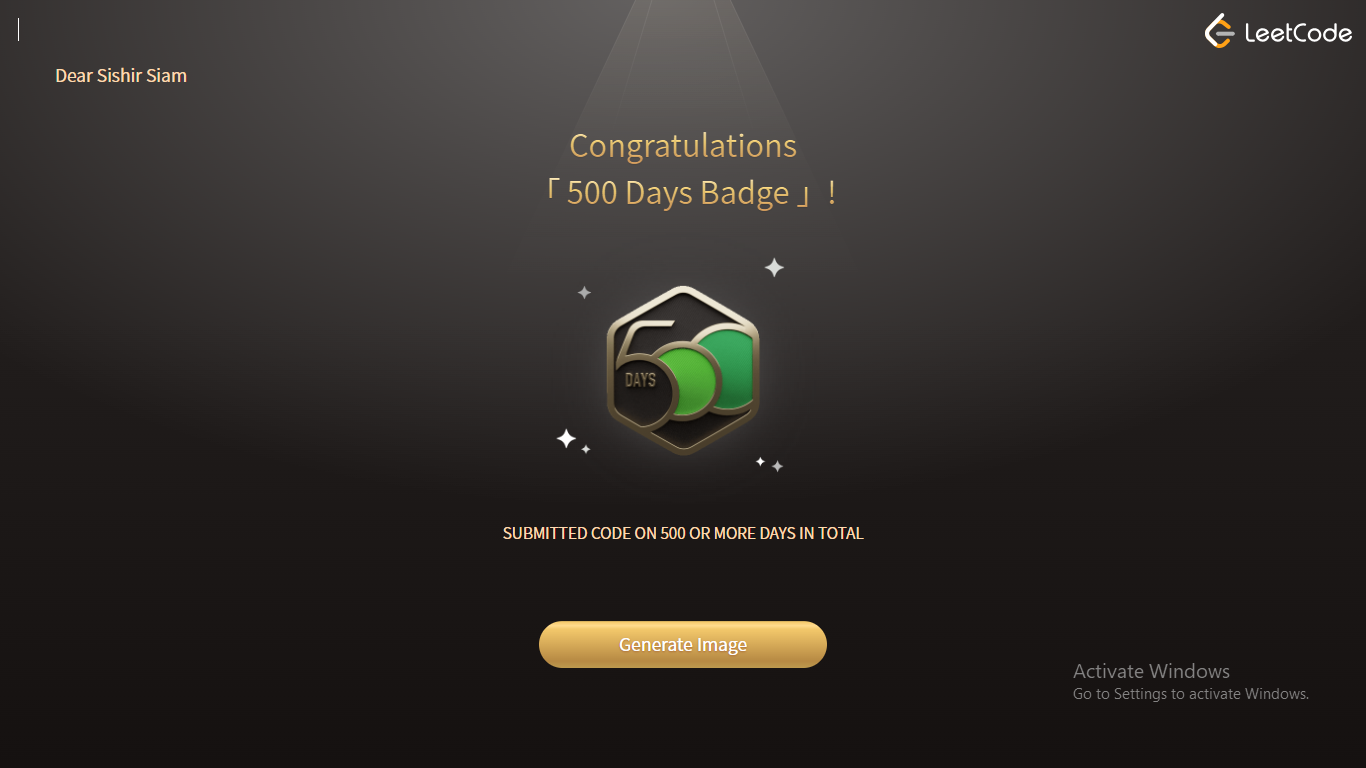 LeetCode
Dear Sishir Siam
Congratulations
「 500 Days Badge 」 !
500
DAYS
SUBMITTED CODE ON 500 OR MORE DAYS IN TOTAL
Generate Image
Activate Windows
Go to Settings to activate Windows.